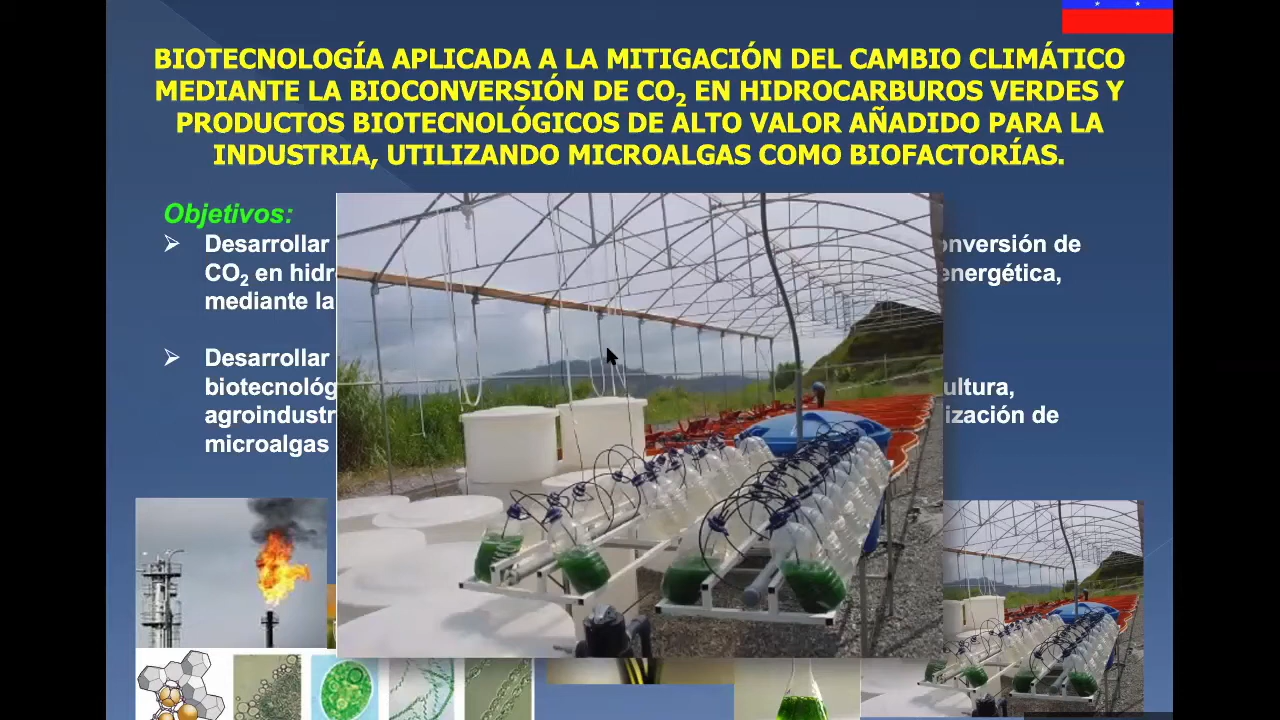 BIOTECNOLOGÍA APLICADA A LA MITIGACIÓN DEL CAMBIO CLIMÁTICO
MEDIANTE LA BIOCONVERSIÓN DE CO₂ EN HIDROCARBUROS VERDES Y
PRODUCTOS BIOTECNOLÓGICOS DE ALTO VALOR AÑADIDO PARA LA
INDUSTRIA, UTILIZANDO MICROALGAS COMO BIOFACTORÍAS.
Objetivos:
➢ Desarrollar onversión de
CO₂ en hidr energética,
mediante la
➢ Desarrollar
biotecnológ ultura,
agroindustr ización de
microalgas